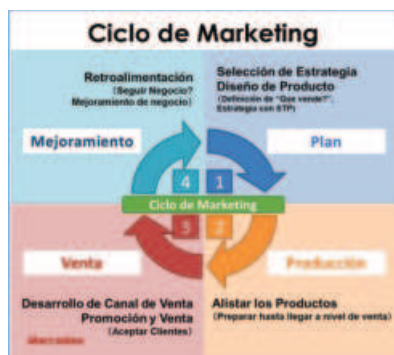 Ciclo de Marketing
Retroalimentación
(Seguir Negocio?
Mejoramiento de negocio)
Mejoramiento
Selección de Estrategia
Diseño de Producto
(Definición de "Que vende?",
Estrategia con STP)
Plan
4
1
Ciclo de Marketing
3
2
Venta
Producción
Desarrollo de Canal de Venta
Promoción y Venta
(Aceptar Clientes)
Alistar los Productos
(Preparar hasta llegar a nivel de venta)